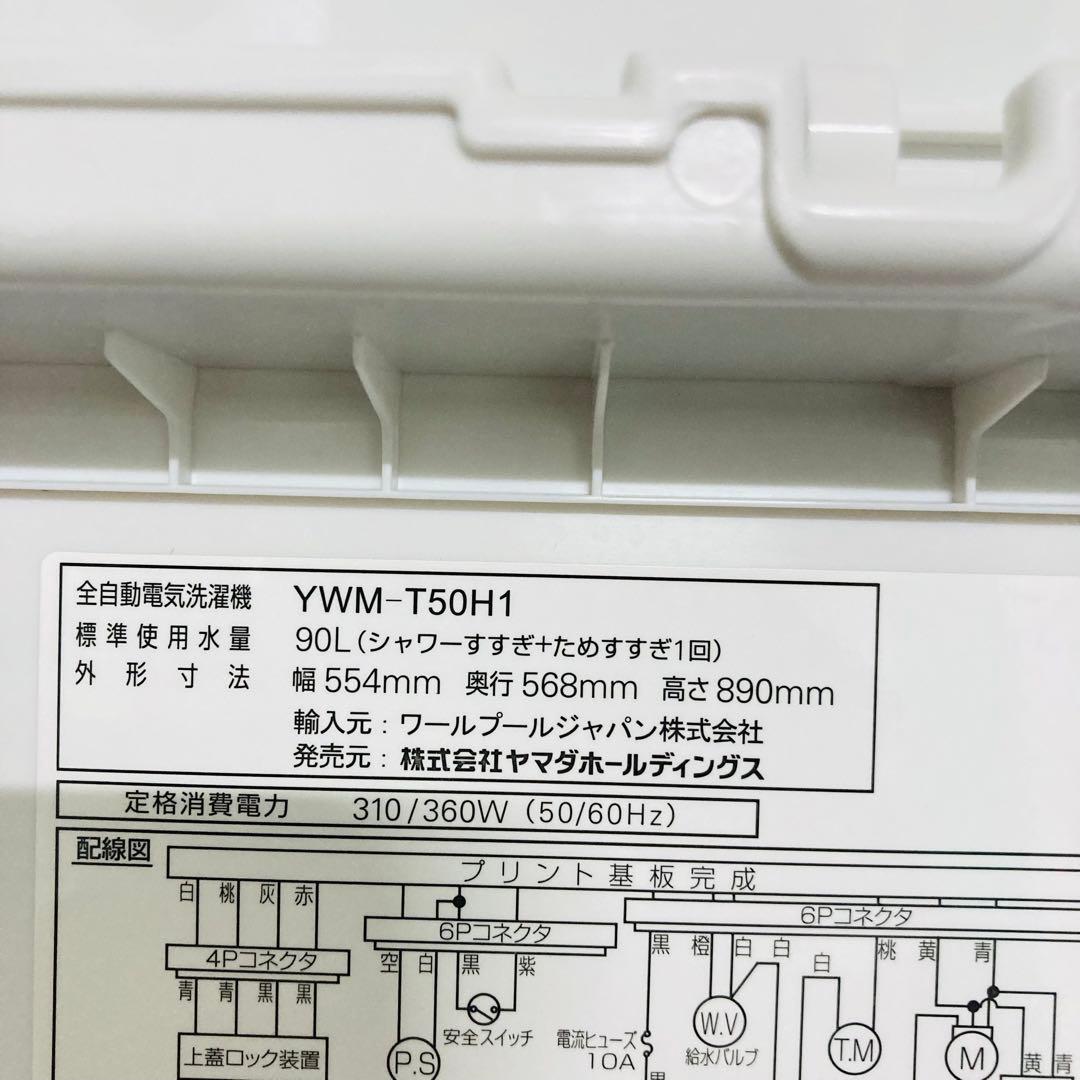 全自動電気洗濯機 YWM-T50H1
標準使用水量 90L(シャワーすすぎ+ためすすぎ1回)
外形寸法 幅554mm 奥行568mm 高さ890mm
輸入元:ワールプールジャパン株式会社
発売元:株式会社ヤマダホールディングス
定格消費電力 310/360W(50/60Hz)
配線図
プリント基板完成
白 桃 灰 赤
6Pコネクタ
6Pコネクタ
4Pコネクタ
空 白 黒 紫
黒 橙 白 白 白 桃 黄 青
青 青 黒 黒
安全スイッチ
電流ヒューズ
10A
W.V
給水バルブ
上蓋ロック装置
P.S
T.M
M
黄 青
黒